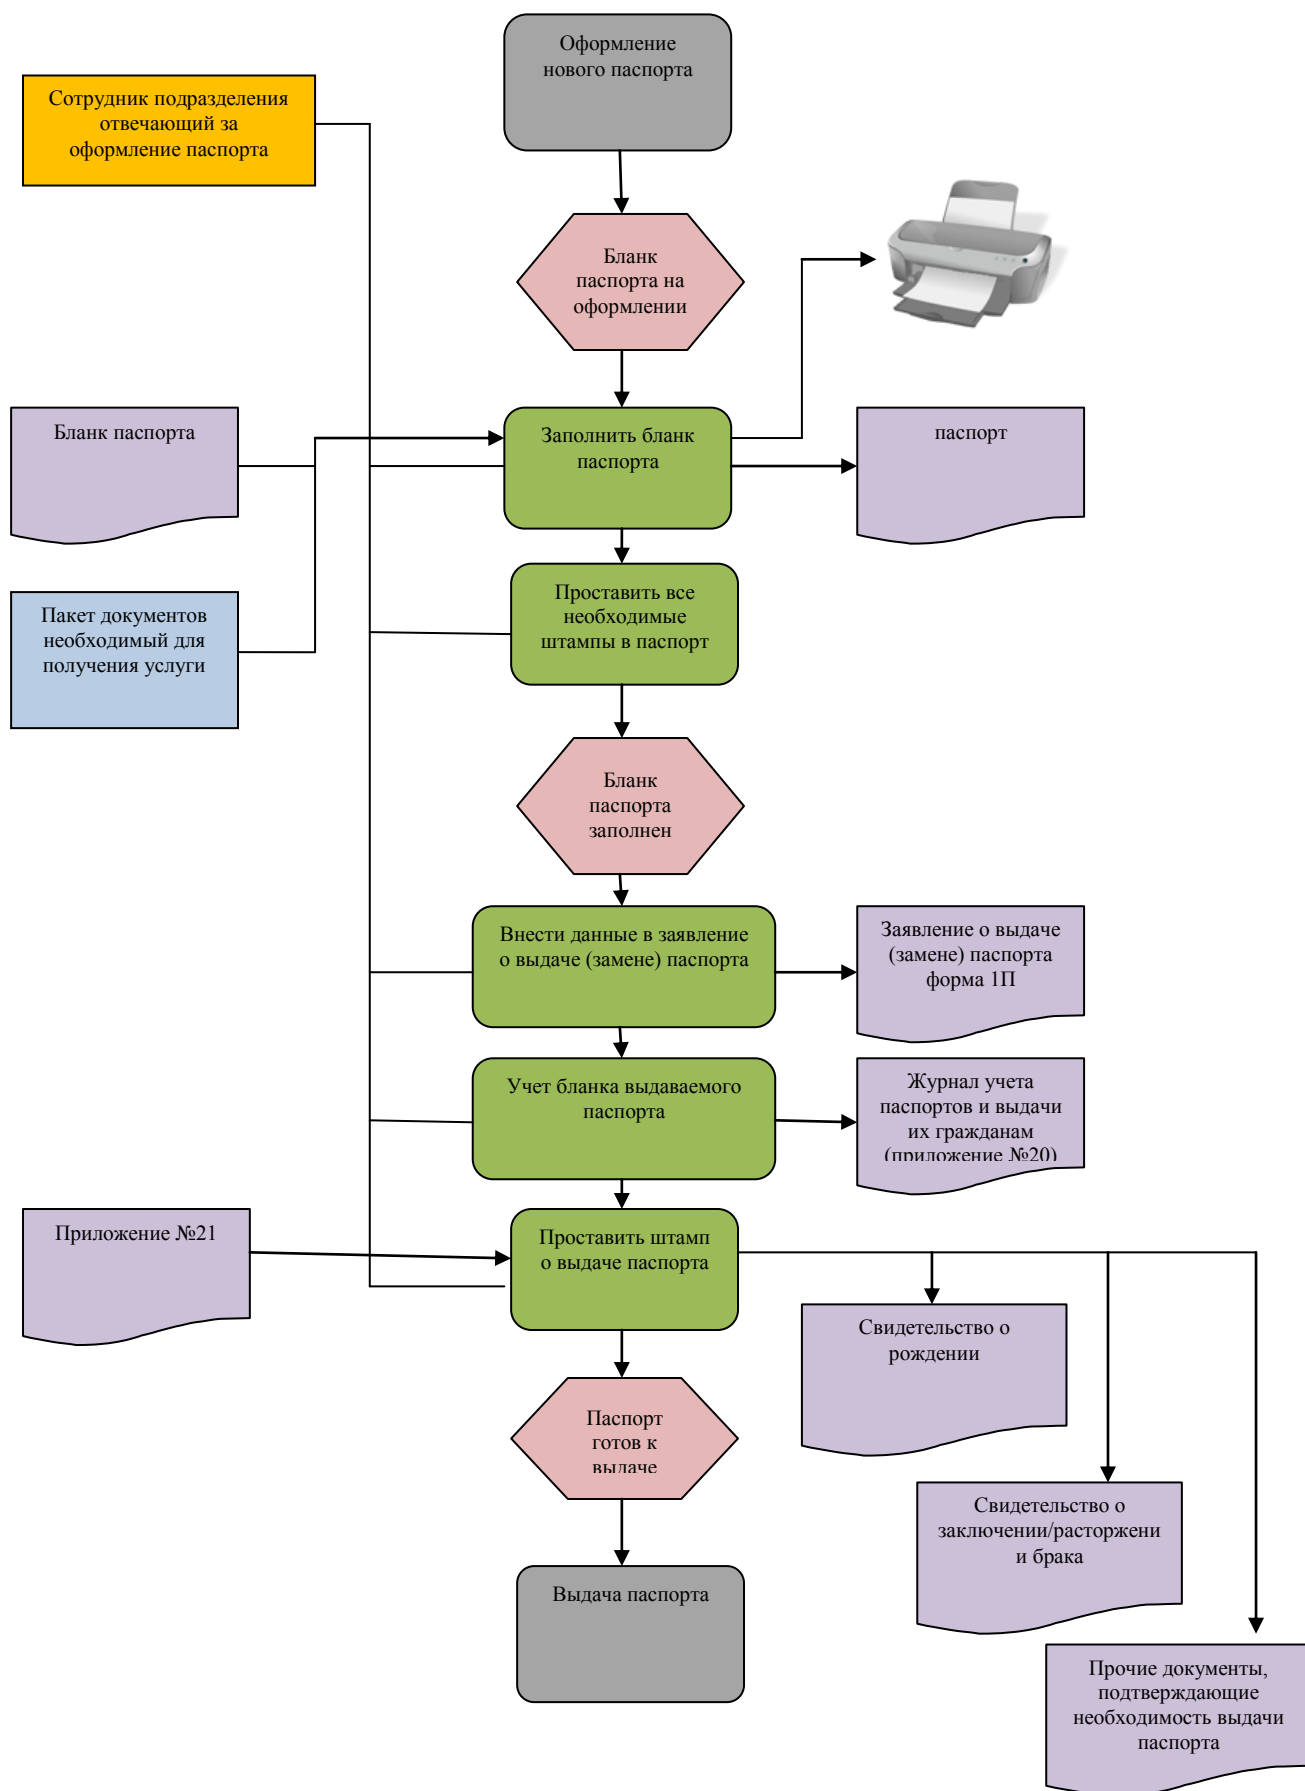 Оформление
нового паспорта
Сотрудник подразделения
отвечающий за
оформление паспорта
Бланк
паспорта на
оформлении
Бланк паспорта
Заполнить бланк
паспорта
паспорт
Пакет документов
необходимый для
получения услуги
Проставить все
необходимые
штампы в паспорт
Бланк
паспорта
заполнен
Внести данные в заявление
о выдаче (замене) паспорта
Заявление о выдаче
(замене) паспорта
форма 1П
Учет бланка выдаваемого
паспорта
Журнал учета
паспортов и выдачи
их гражданам
(приложение №20)
Приложение №21
Проставить штамп
о выдаче паспорта
Свидетельство о
рождении
Паспорт
готов к
выдаче
Свидетельство о
заключении/расторжени
и брака
Выдача паспорта
Прочие документы,
подтверждающие
необходимость выдачи
паспорта